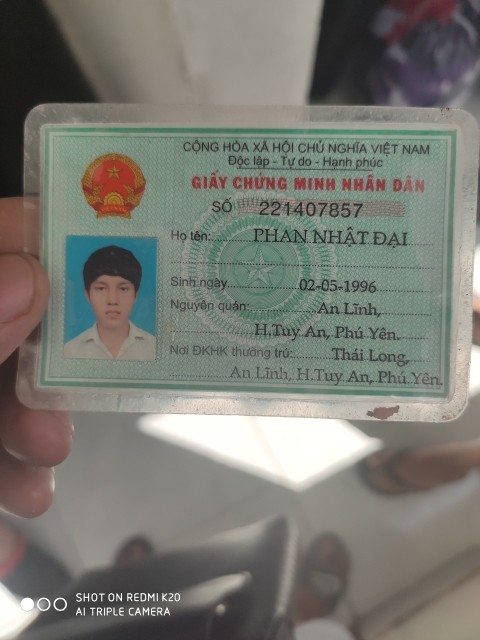 CỘNG HÒA XÃ HỘI CHỦ NGHĨA VIỆT NAM
Độc lập - Tự do - Hạnh phúc
GIẤY CHỨNG MINH NHÂN DÂN
SỐ 221407857
Họ tên: PHAN NHẬT ĐẠI
Sinh ngày 02-05-1996
Nguyên quán: An Lĩnh,
H.Tuy An, Phú Yên.
Nơi ĐKHK thường trú: Thái Long,
An Lĩnh, H.Tuy An, Phú Yên.
SHOT ON REDMI K20
AI TRIPLE CAMERA